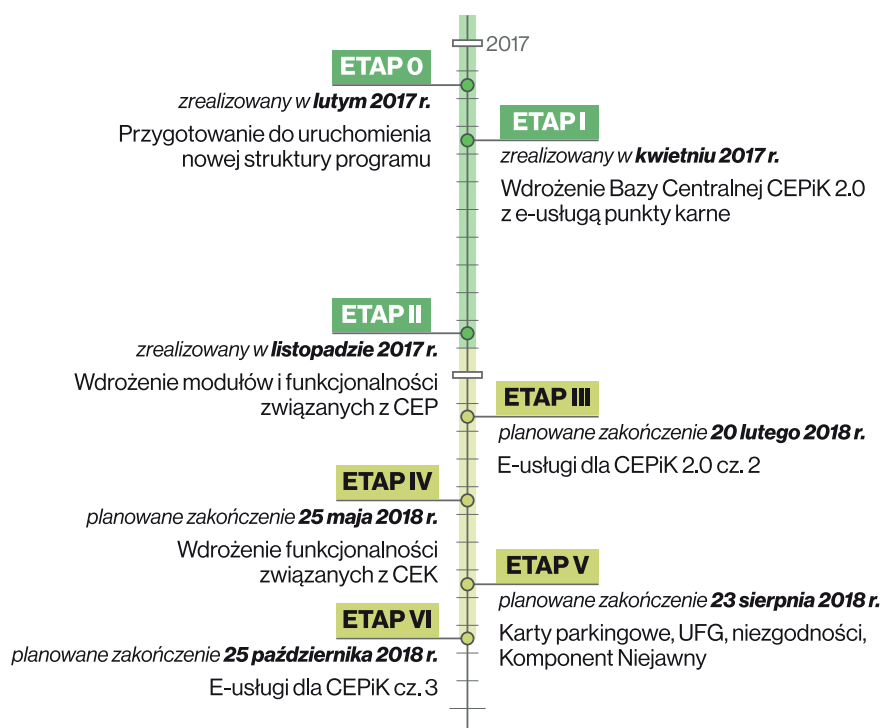 2017
ETAP 0
zrealizowany w lutym 2017 r.
Przygotowanie do uruchomienia
nowej struktury programu
ETAP I
zrealizowany w kwietniu 2017 r.
Wdrożenie Bazy Centralnej CEPiK 2.0
z e-usługą punkty karne
ETAP II
zrealizowany w listopadzie 2017 r.
Wdrożenie modułów i funkcjonalności
związanych z CEP
ETAP III
planowane zakończenie 20 lutego 2018 r.
E-usługi dla CEPiK 2.0 cz. 2
ETAP IV
planowane zakończenie 25 maja 2018 r.
Wdrożenie funkcjonalności
związanych z CEK
ETAP V
planowane zakończenie 23 sierpnia 2018 r.
Karty parkingowe, UFG, niezgodności,
Komponent Niejawny
ETAP VI
planowane zakończenie 25 października 2018 r.
E-usługi dla CEPiK cz. 3